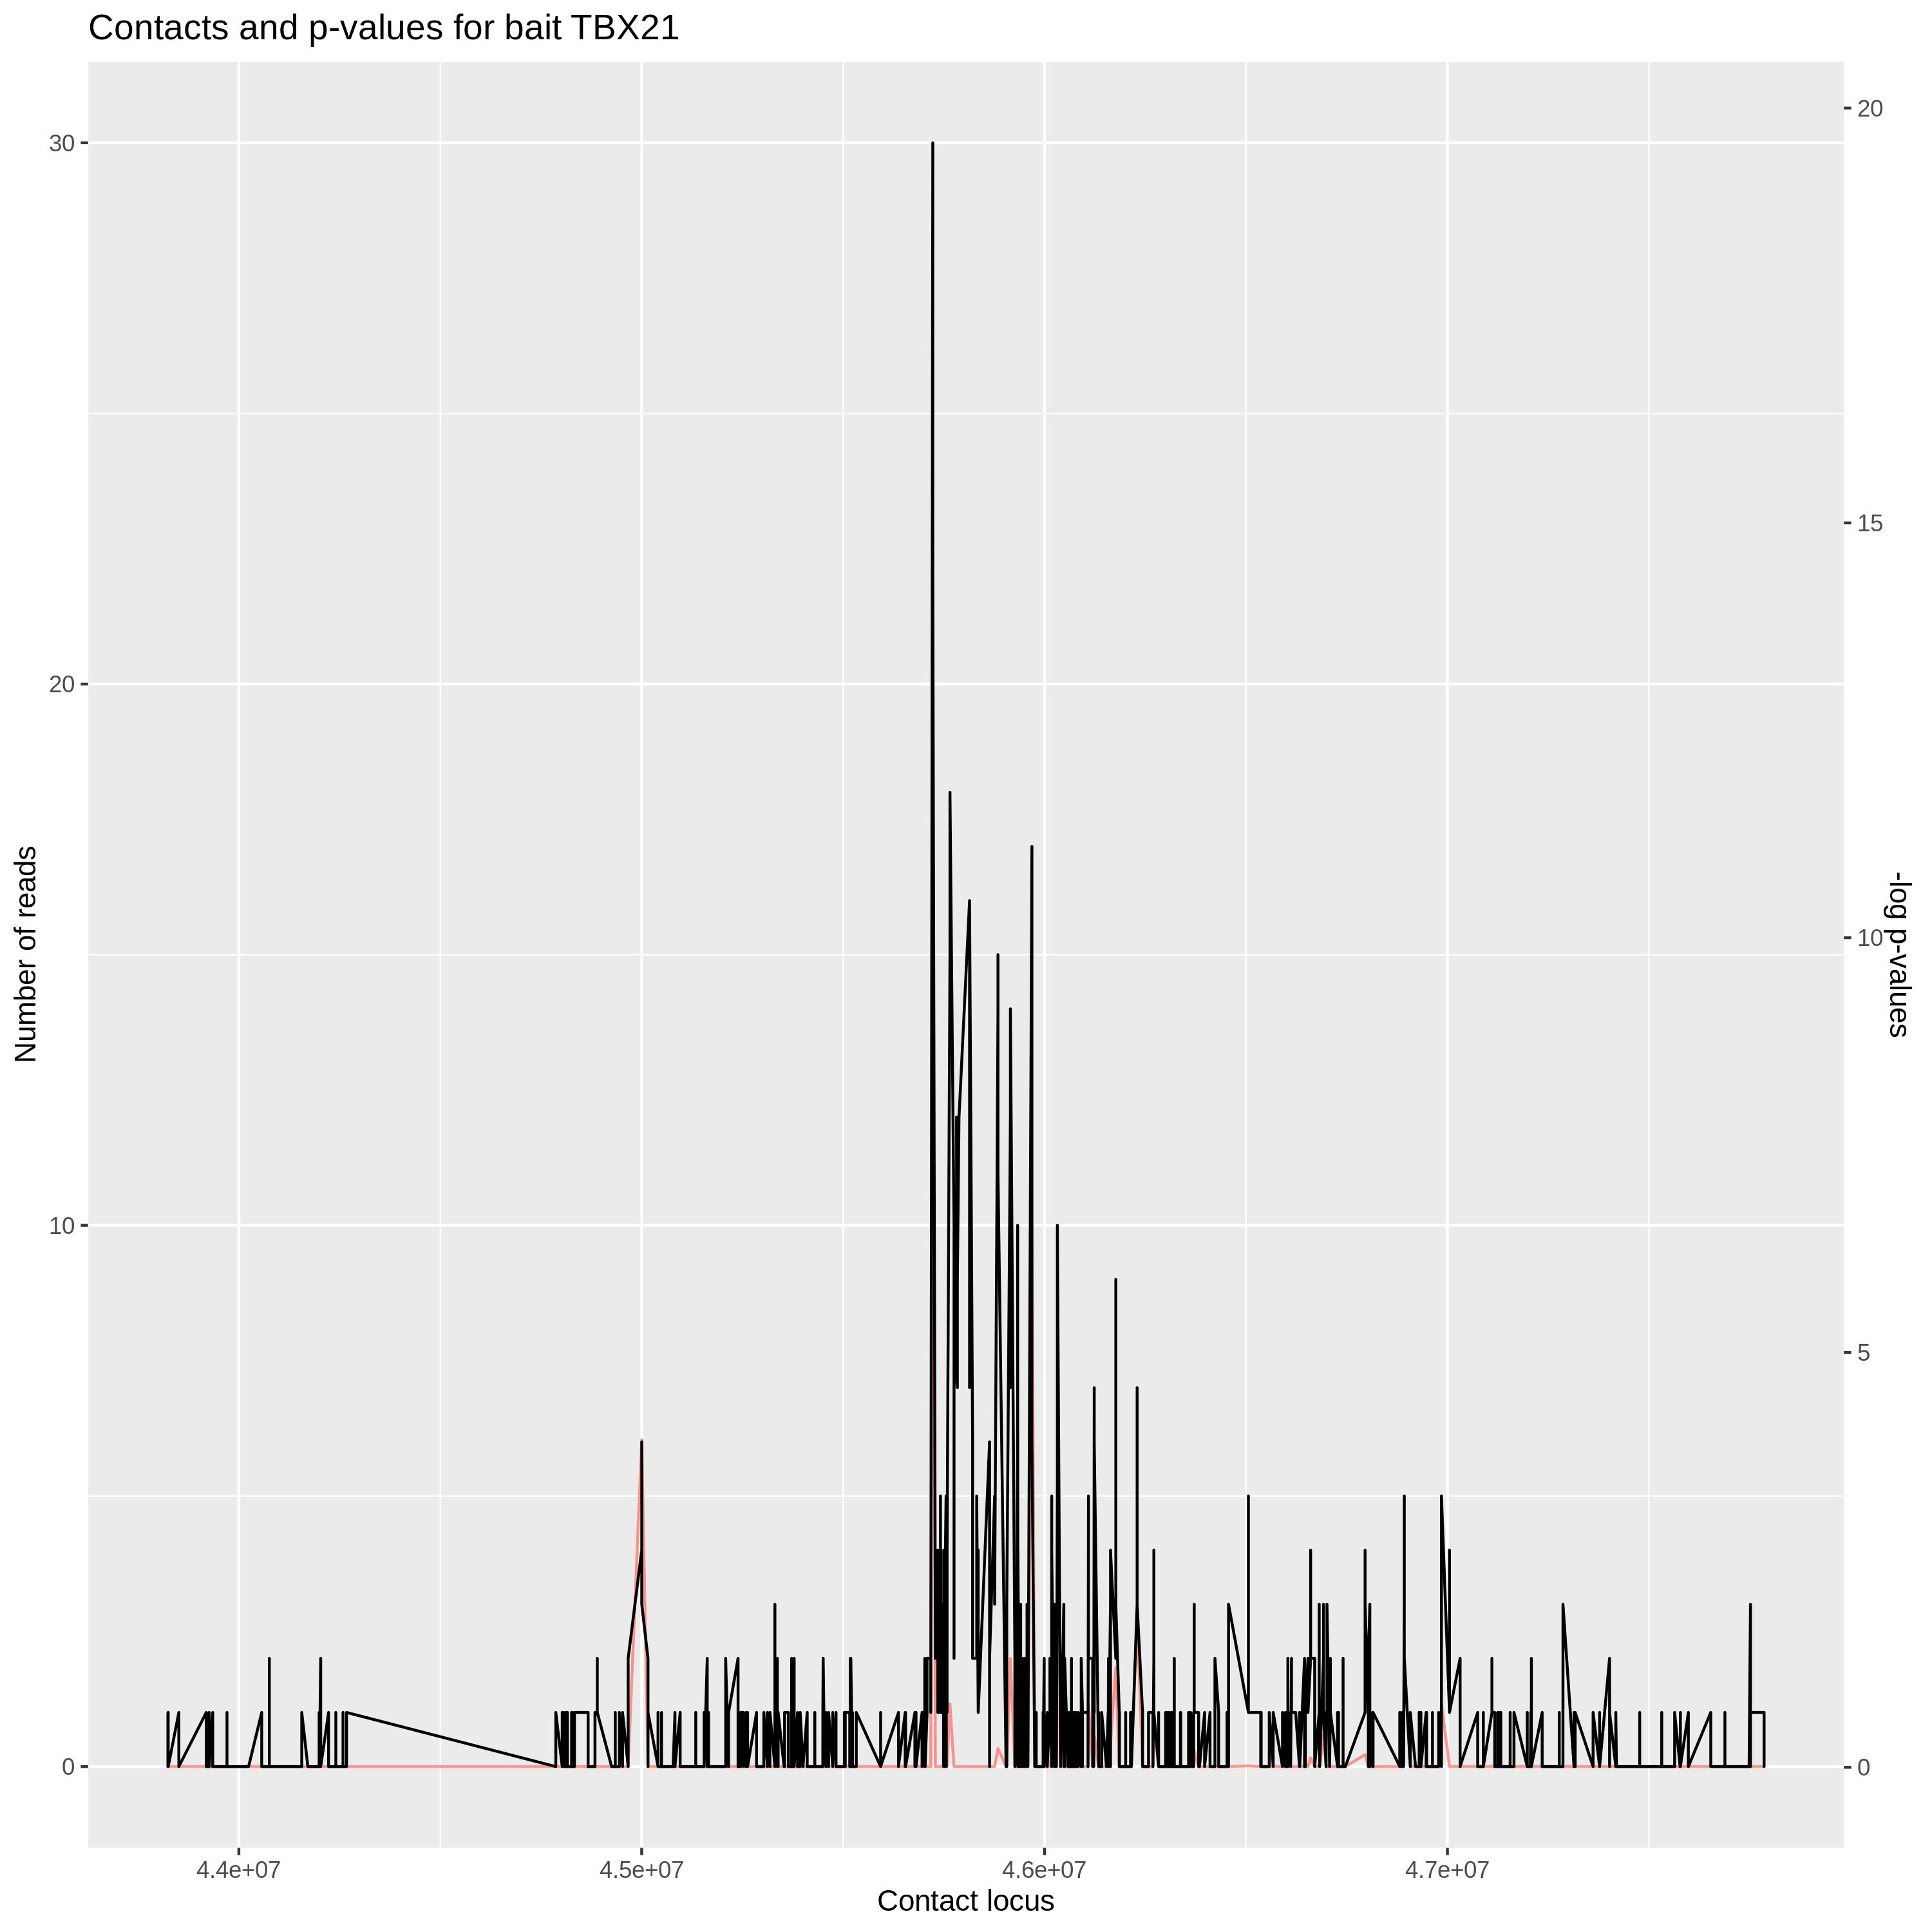 Contacts and p-values for bait TBX21
30
20
10
0
Number of reads
20
15
10
5
0
-log p-values
4.4e+07
4.5e+07
4.6e+07
4.7e+07
Contact locus